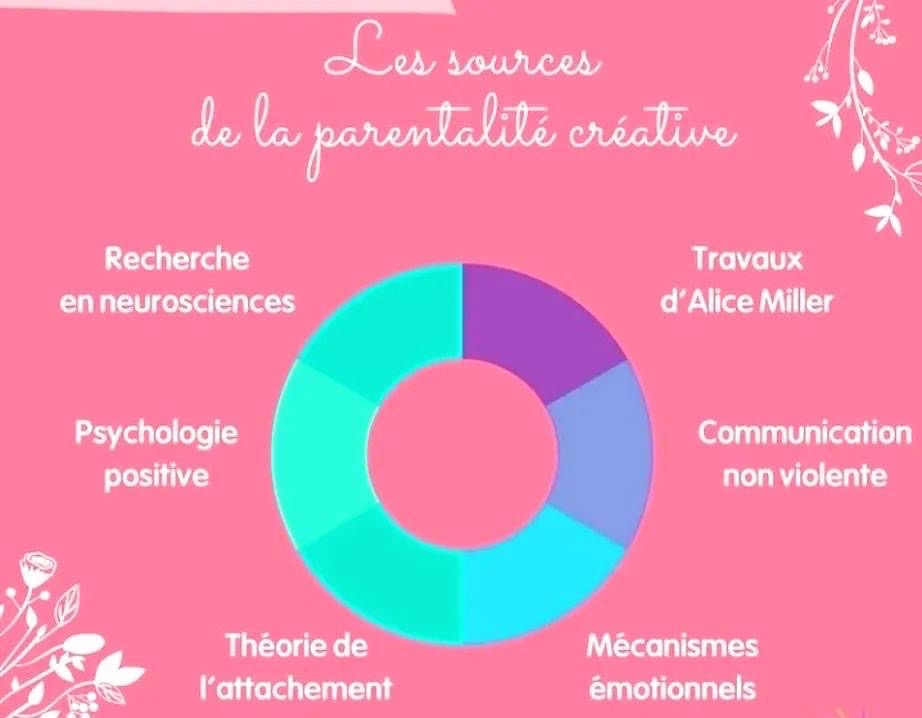 Les sources
de la parentalité créative
Recherche
en neurosciences
Travaux
d'Alice Miller
Psychologie
positive
Communication
non violente
Théorie de
l'attachement
Mécanismes
émotionnels